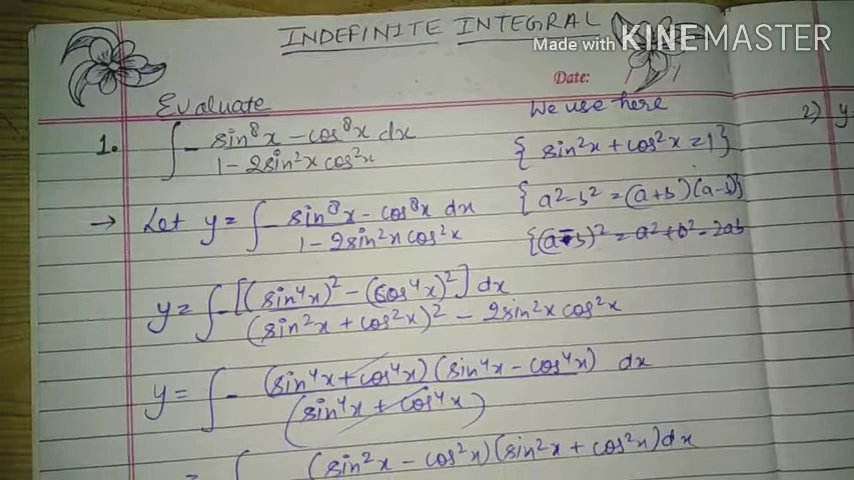 INDEFINITE INTEGRAL
Made with KINEMASTER
Date: / /
Evaluate
1. ∫ - sin⁸x - cos⁸x dx / 1 - 2sin²x cos²x
We use here
{ sin²x + cos²x = 1 }
{ a² - b² = (a+b)(a-b) }
{ (a-b)² = a² + b² - 2ab
2) y
→ Let y = ∫ - sin⁸x - cos⁸x dx / 1 - 2sin²x cos²x
y = ∫ - [(sin⁴x)² - (cos⁴x)²] dx / (sin²x + cos²x)² - 2sin²x cos²x
y = ∫ - (sin⁴x + cos⁴x) (sin⁴x - cos⁴x) dx / (sin⁴x + cos⁴x)
= ∫ (sin²x - cos²x) (sin²x + cos²x) dx